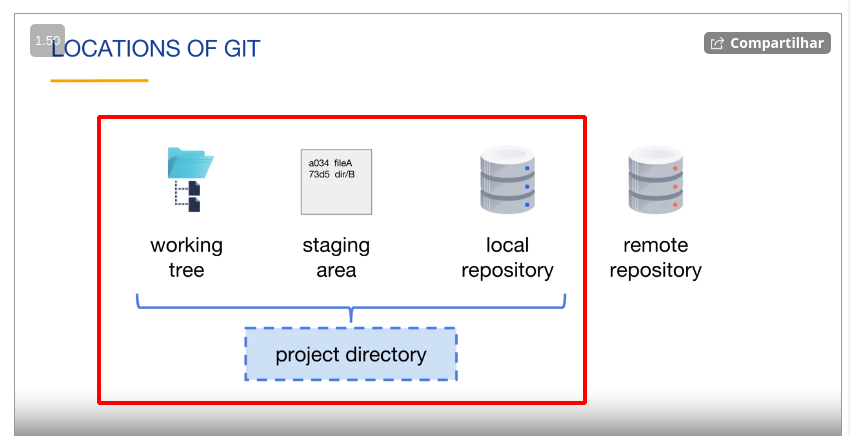 1.50
LOCATIONS OF GIT
Compartilhar
a034 fileA
73d5 dir/B
working
tree
staging
area
local
repository
remote
repository
project directory